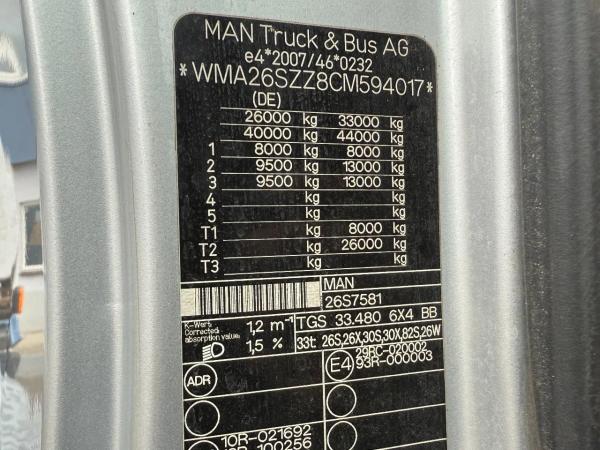 MAN Truck & Bus AG
e4*2007/46*0232
*WMA26SZZ8CM594017*
(DE)
26000 kg 33000 kg
40000 kg 44000 kg
1 8000 kg 8000 kg
2 9500 kg 13000 kg
3 9500 kg 13000 kg
4 kg kg
5 kg kg
T1 kg 8000 kg
T2 kg 26000 kg
T3 kg kg
MAN
26S7581
K-Wert
Corrected
absorption value
1,2 m⁻¹
1,5 %
TGS 33.480 6X4 BB
33t: 26S,26X,30S,30X,82S,26W
E4 29RC-020002
93R-000003
ADR
10R-021692